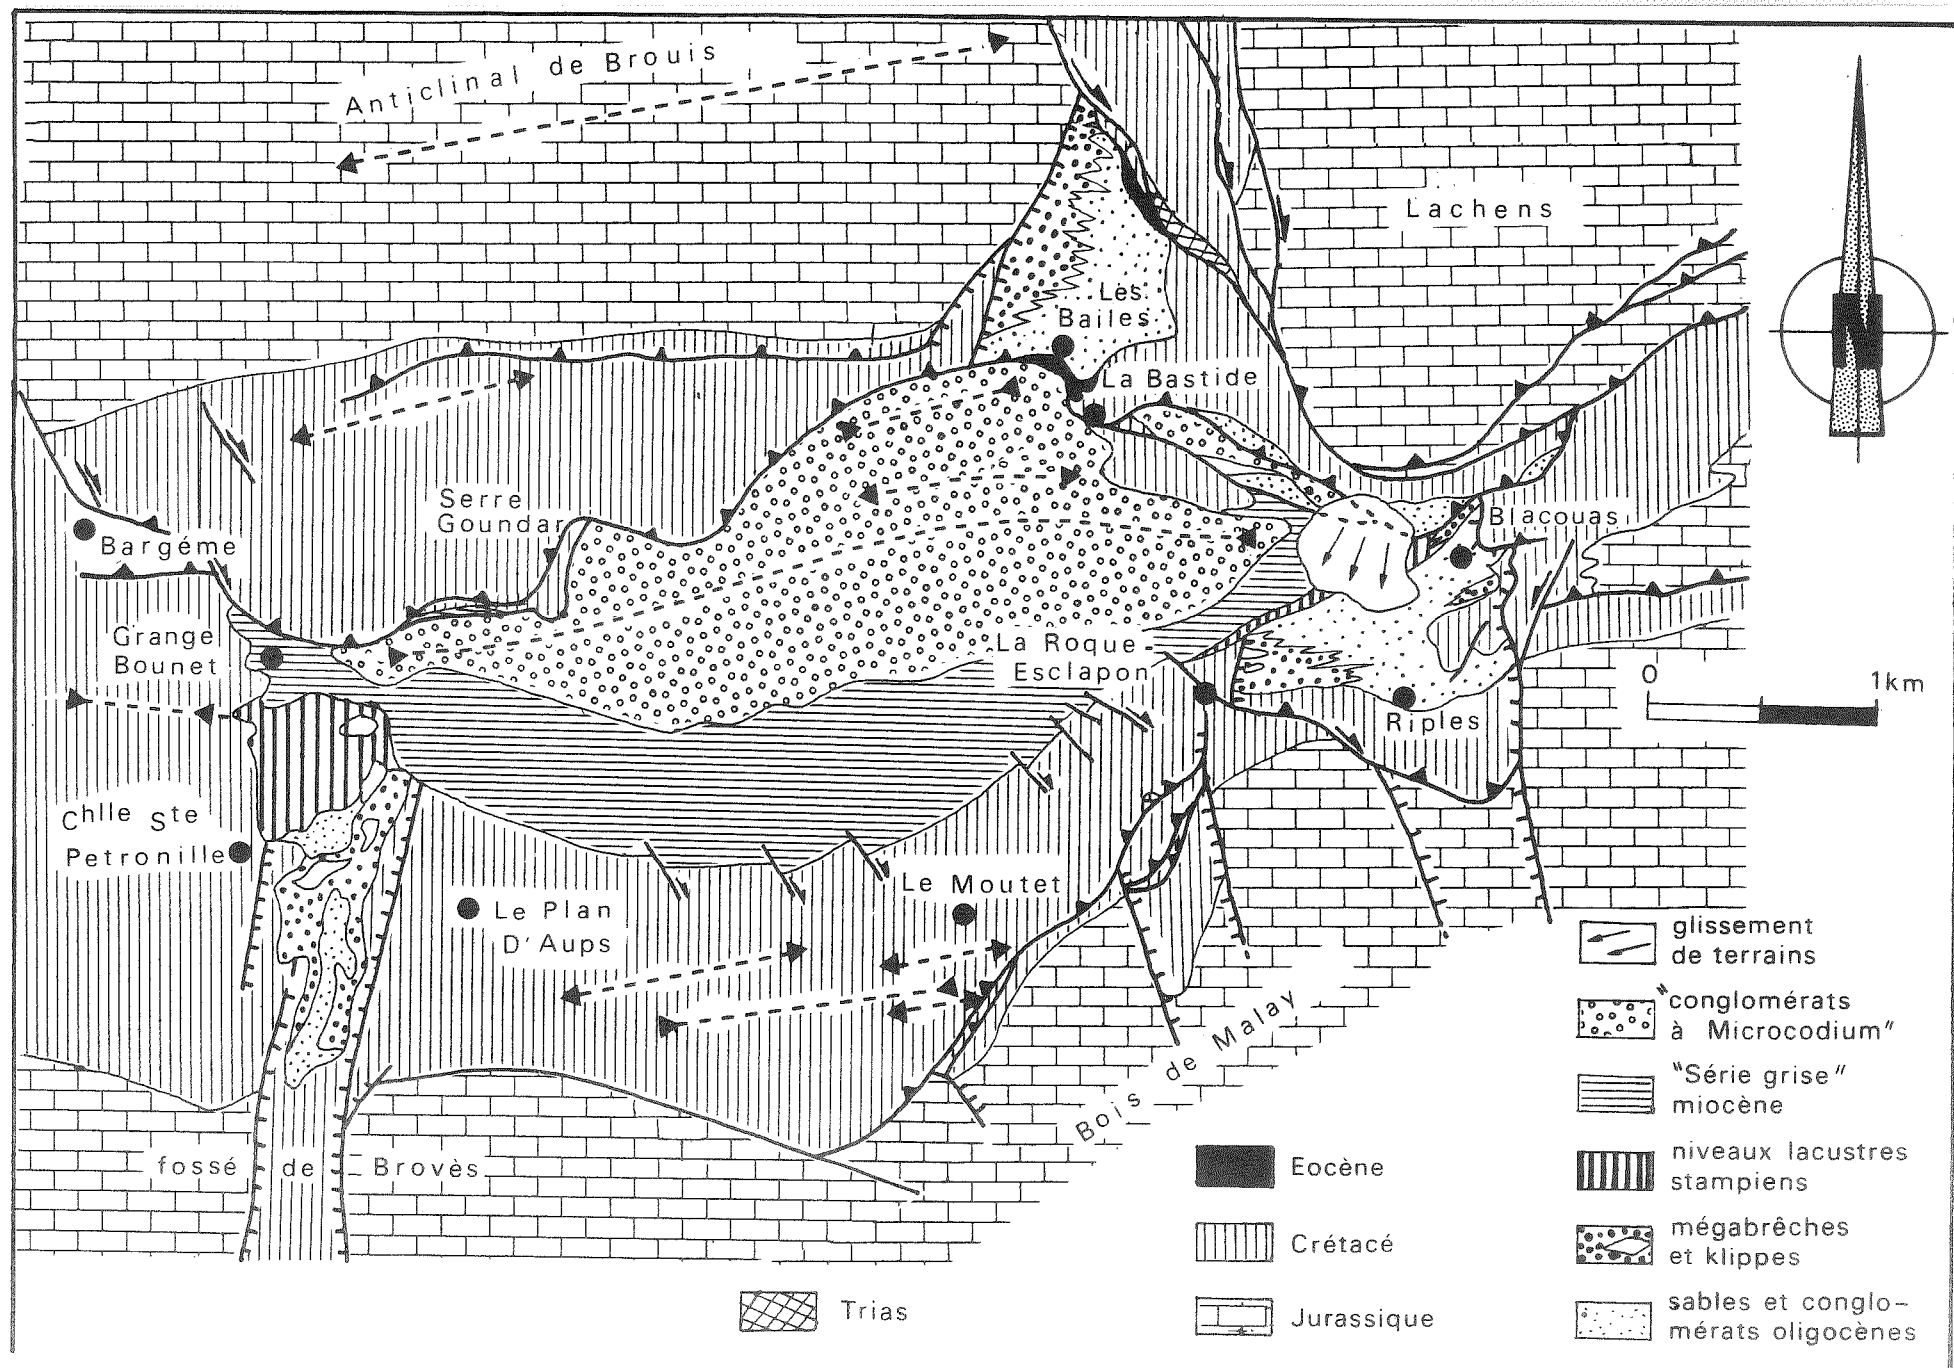 Anticlinal de Brouis
Lachens
Les
Bailes
La Bastide
Serre
Goundar
Blacouas
Bargéme
Grange
Bounet
La Roque
Esclapon
0
1km
Riples
Chlle Ste
Petronille
Le Moutet
Le Plan
D'Aups
Bois de Malay
fossé de Brovès
N
glissement
de terrains
"conglomérats
à Microcodium"
"Série grise"
miocène
niveaux lacustres
stampiens
mégabrêches
et klippes
sables et conglo-
mérats oligocènes
Eocène
Crétacé
Jurassique
Trias